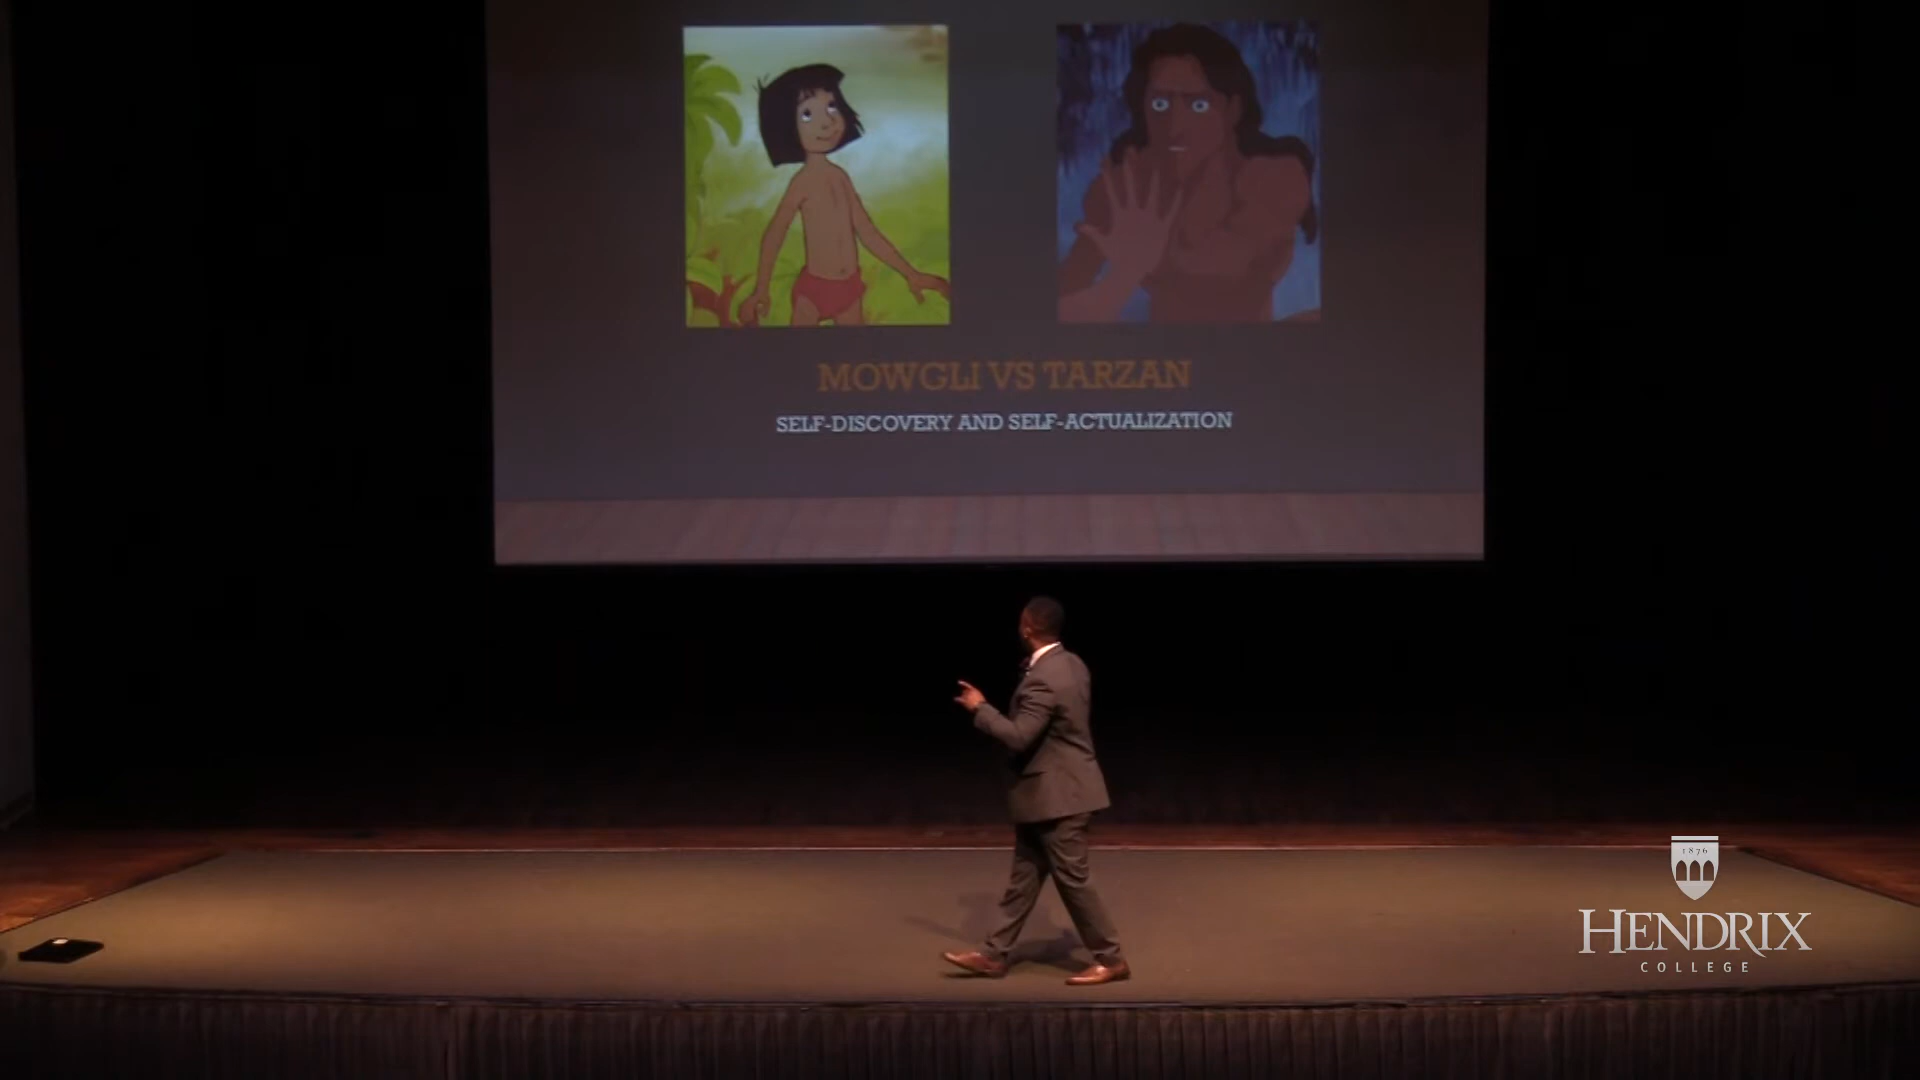 MOWGLI VS TARZAN
SELF-DISCOVERY AND SELF-ACTUALIZATION
1876
HENDRIX
COLLEGE